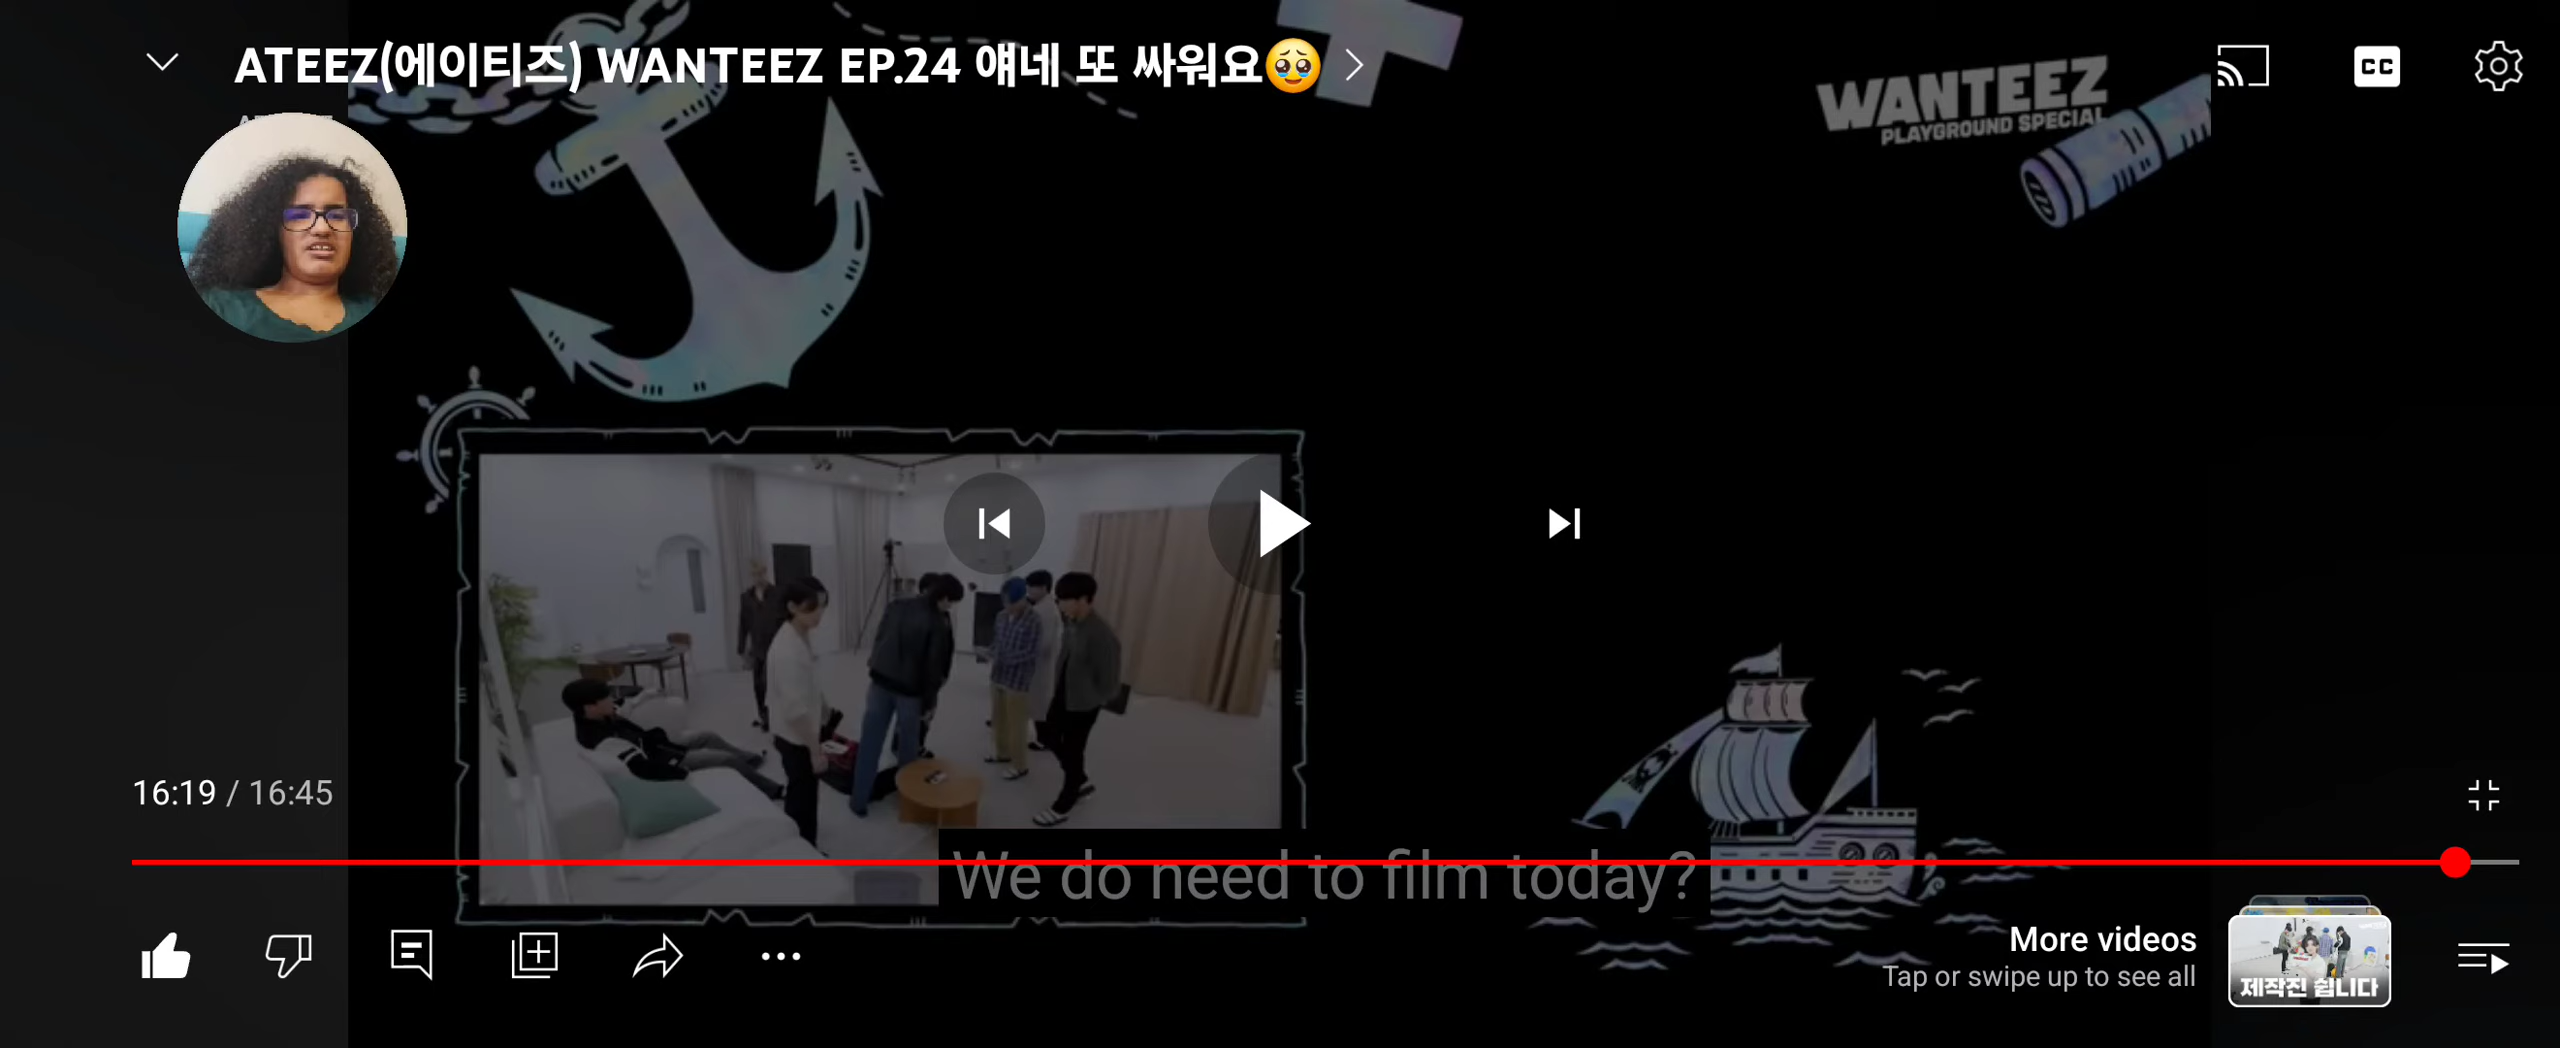 ATEEZ(에이티즈) WANTEEZ EP.24 얘네 또 싸워요🥹
CC
WANTEEZ
PLAYGROUND SPECIAL
16:19 / 16:45
We do need to film today?
More videos
Tap or swipe up to see all
제작진 쉽니다